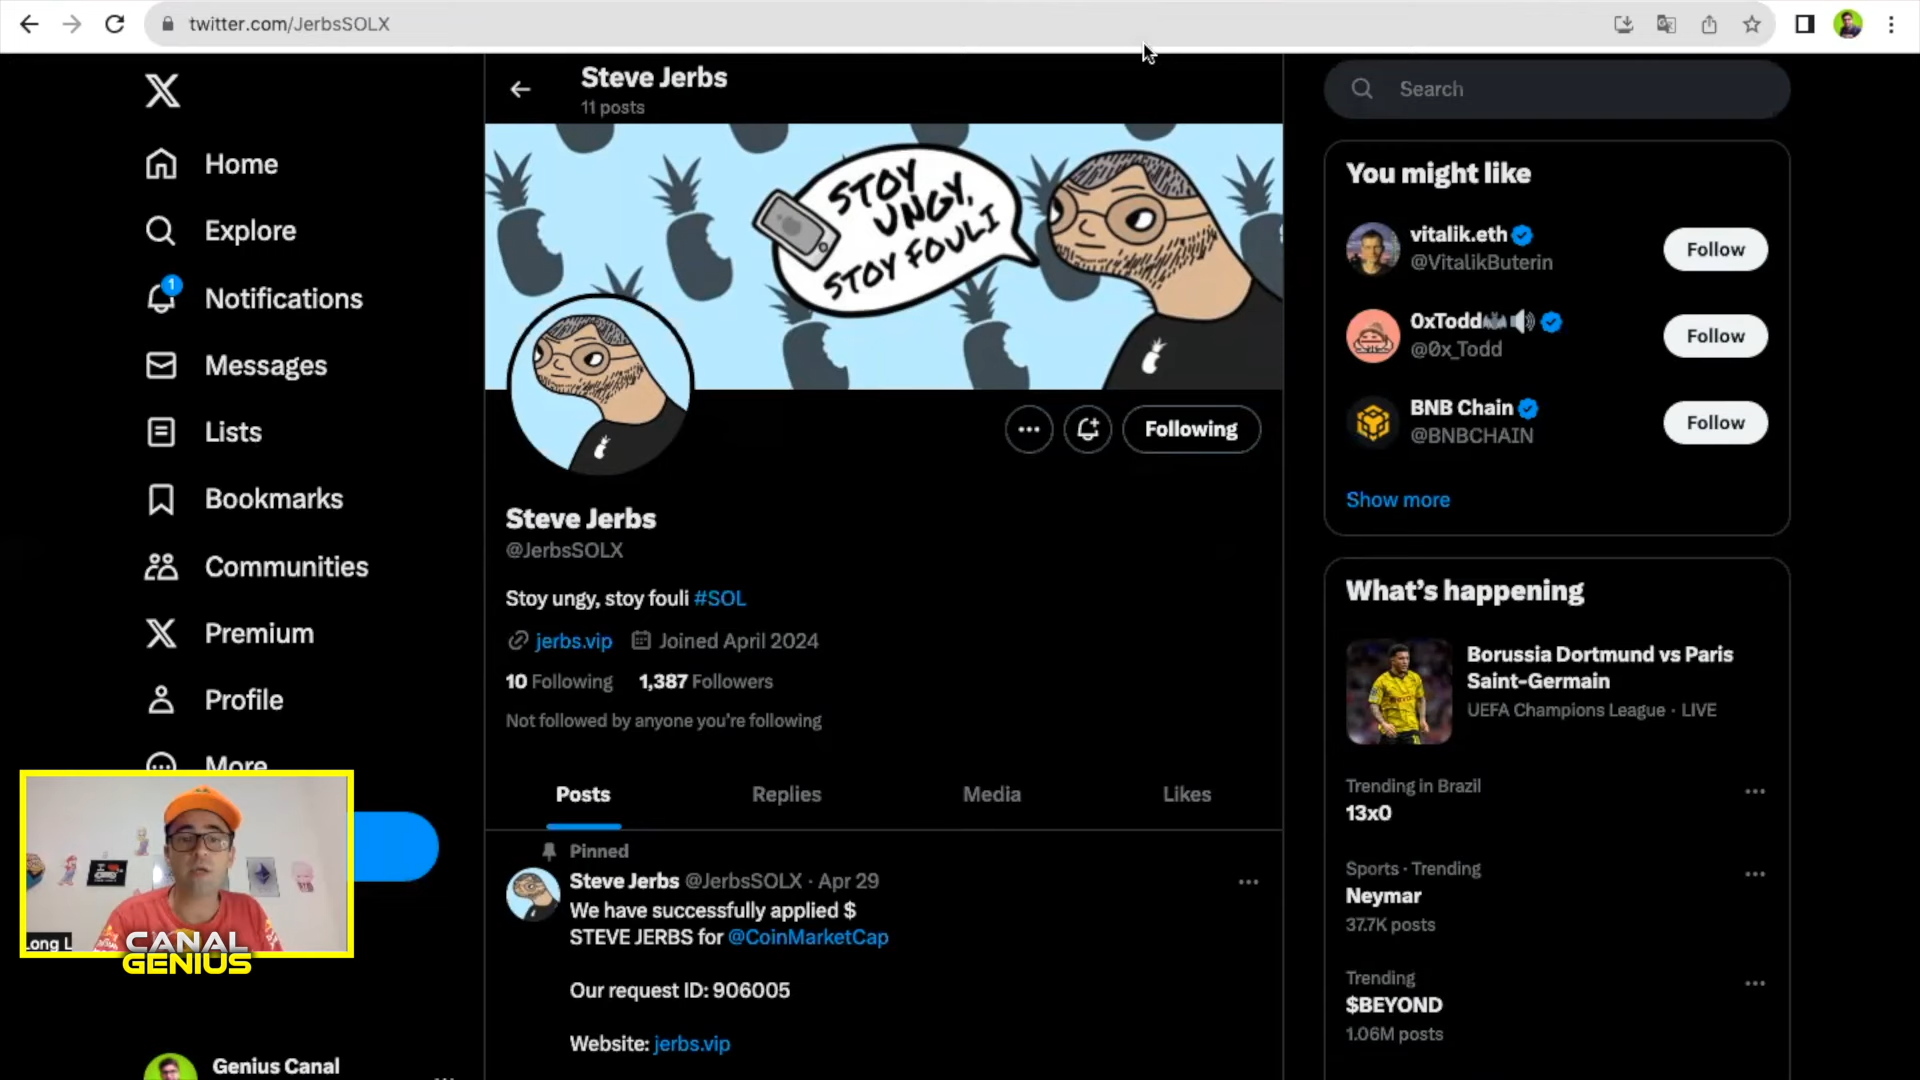 twitter.com/JerbsSOLX
Steve Jerbs
11 posts
Search
Home
Explore
1
Notifications
Messages
Lists
Bookmarks
Communities
Premium
Profile
More
STOY
UNGY,
STOY FOULI
Following
Steve Jerbs
@JerbsSOLX
Stoy ungy, stoy fouli #SOL
jerbs.vip Joined April 2024
10 Following 1,387 Followers
Not followed by anyone you're following
Posts Replies Media Likes
Pinned
Steve Jerbs @JerbsSOLX · Apr 29
We have successfully applied $
STEVE JERBS for @CoinMarketCap
Our request ID: 906005
Website: jerbs.vip
You might like
vitalik.eth
@VitalikButerin
Follow
0xTodd
@0x_Todd
Follow
BNB Chain
@BNBCHAIN
Follow
Show more
What's happening
Borussia Dortmund vs Paris
Saint-Germain
UEFA Champions League · LIVE
Trending in Brazil
13x0
Sports · Trending
Neymar
37.7K posts
Trending
$BEYOND
1.06M posts
CANAL
GENIUS
Genius Canal